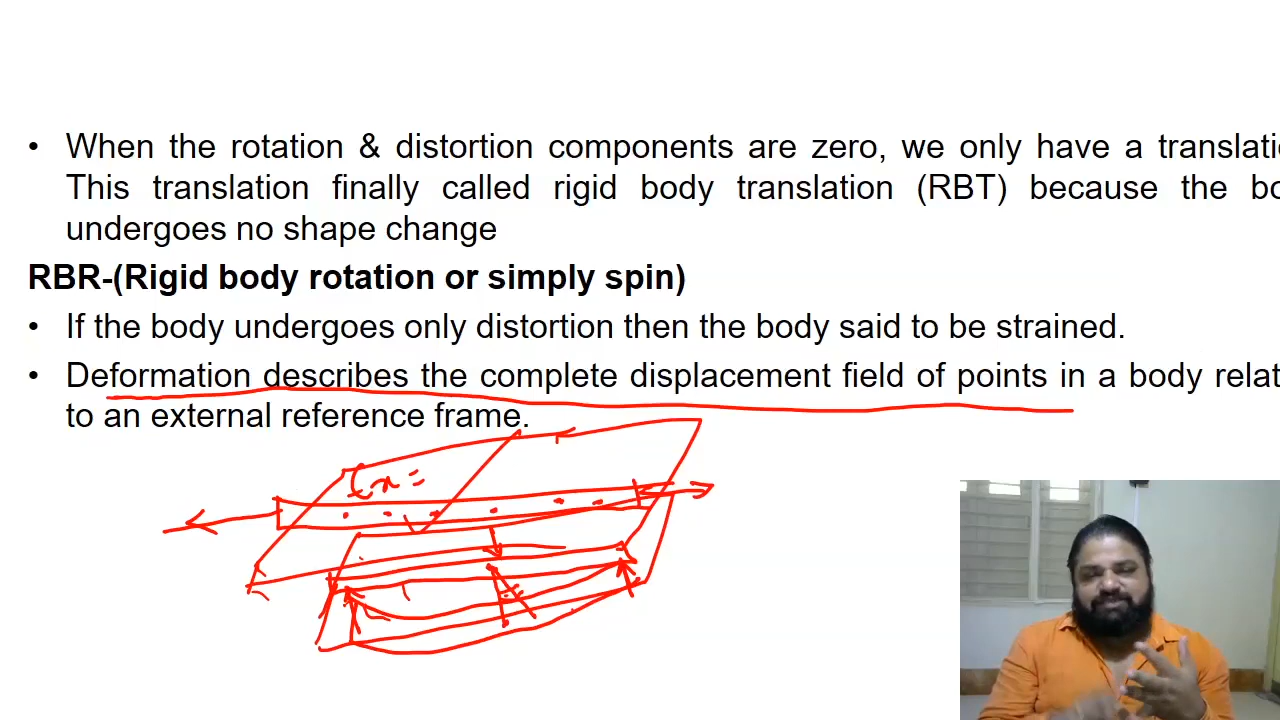 • When the rotation & distortion components are zero, we only have a
This translation finally called rigid body translation (RBT) because the
undergoes no shape change
RBR-(Rigid body rotation or simply spin)
• If the body undergoes only distortion then the body said to be strained.
• Deformation describes the complete displacement field of points in a body
to an external reference frame.